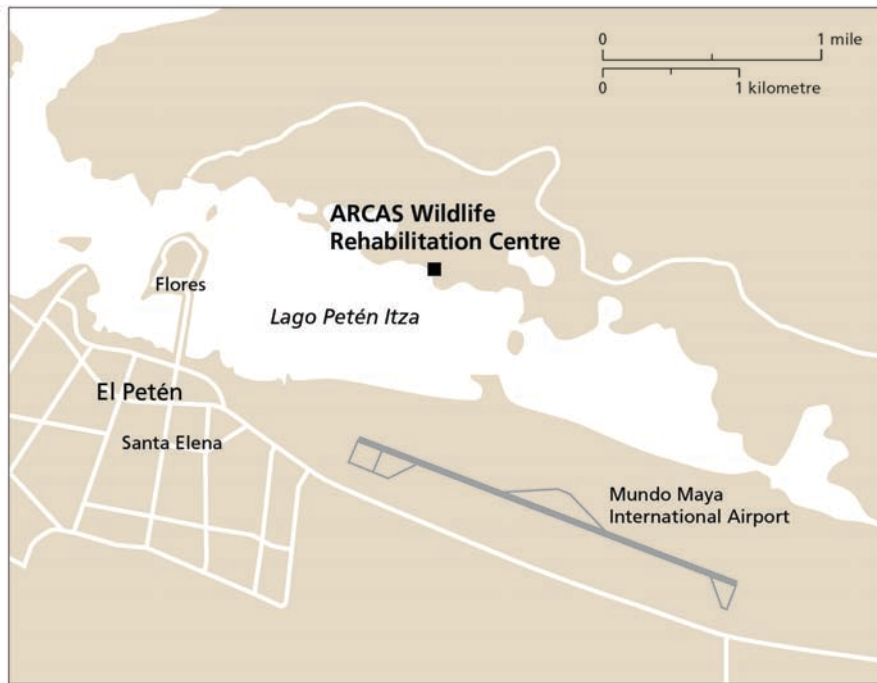 0 1 mile
0 1 kilometre
ARCAS Wildlife
Rehabilitation Centre
Flores
Lago Petén Itza
El Petén
Santa Elena
Mundo Maya
International Airport